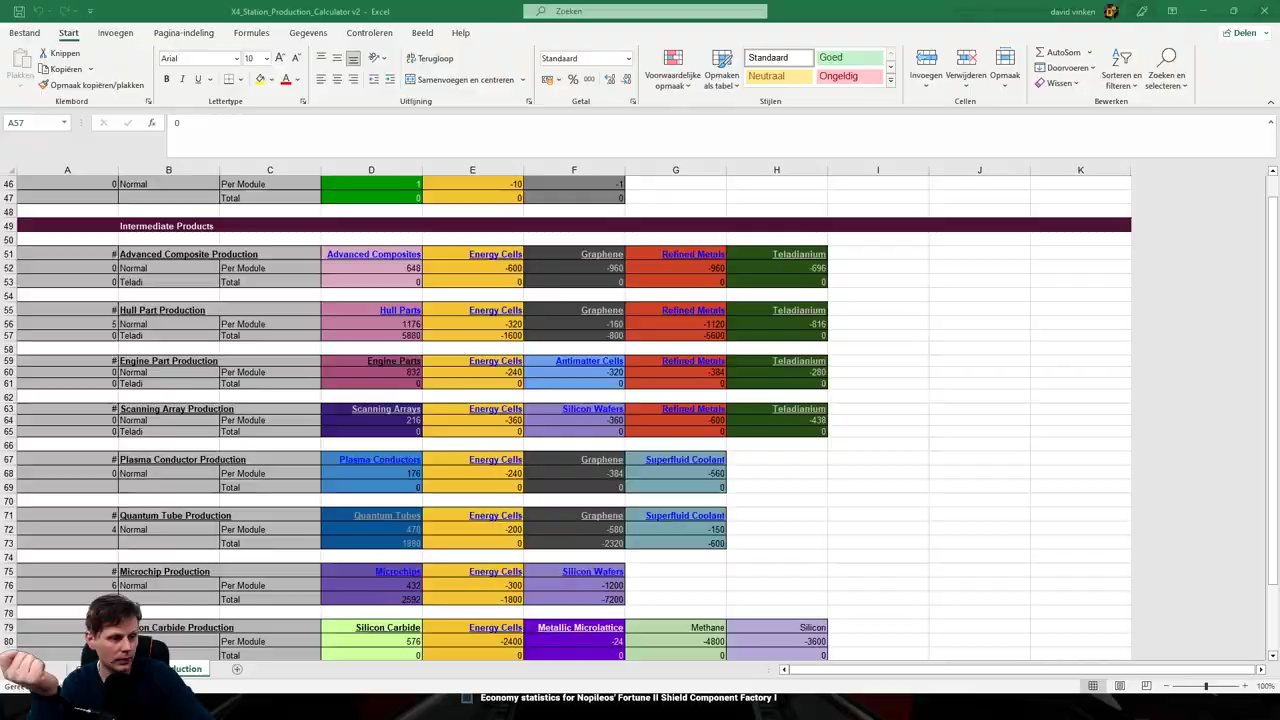 X4_Station_Production_Calculator v2 - Excel
Zoeken
david vinken
Bestand Start Invoegen Pagina-indeling Formules Gegevens Controleren Beeld Help Delen
Plakken
Knippen
Kopiëren
Opmaak kopiëren/plakken
Klembord
Arial 10
B I U
Lettertype
Terugloop
Samenvoegen en centreren
Uitlijning
Standaard
% 000
Getal
Voorwaardelijke opmaak
Opmaken als tabel
Standaard Goed
Neutraal Ongeldig
Stijlen
Invoegen Verwijderen Opmaak
Cellen
AutoSom
Doorvoeren
Wissen
Sorteren en filteren
Zoeken en selecteren
Bewerken
A57 fx 0
A B C D E F G H I J K
46 0 Normal Per Module 1 -10 -1
47 Total 0 0 0
48
49 Intermediate Products
50
51 # Advanced Composite Production Advanced Composites Energy Cells Graphene Refined Metals Teladianium
52 0 Normal Per Module 648 -600 -960 -960 -696
53 0 Teladi Total 0 0 0 0 0
54
55 # Hull Part Production Hull Parts Energy Cells Graphene Refined Metals Teladianium
56 5 Normal Per Module 1176 -320 -160 -1120 -816
57 0 Teladi Total 5880 -1600 -800 -5600 0
58
59 # Engine Part Production Engine Parts Energy Cells Antimatter Cells Refined Metals Teladianium
60 0 Normal Per Module 832 -240 -320 -384 -280
61 0 Teladi Total 0 0 0 0 0
62
63 # Scanning Array Production Scanning Arrays Energy Cells Silicon Wafers Refined Metals Teladianium
64 0 Normal Per Module 216 -360 -360 -600 -438
65 0 Teladi Total 0 0 0 0 0
66
67 # Plasma Conductor Production Plasma Conductors Energy Cells Graphene Superfluid Coolant
68 0 Normal Per Module 176 -240 -384 -560
69 Total 0 0 0 0
70
71 # Quantum Tube Production Quantum Tubes Energy Cells Graphene Superfluid Coolant
72 4 Normal Per Module -200 -580 -150
73 Total 1880 0 -2320 -600
74
75 # Microchip Production Microchips Energy Cells Silicon Wafers
76 6 Normal Per Module 432 -300 -1200
77 Total 2592 -1800 -7200
78
79 Carbide Production Silicon Carbide Energy Cells Metallic Microlattice Methane Silicon
80 Per Module 576 -2400 -24 -4800 -3600
Total 0 0 0 0 0
100%
Economy statistics for Nopileos' Fortune II Shield Component Factory I